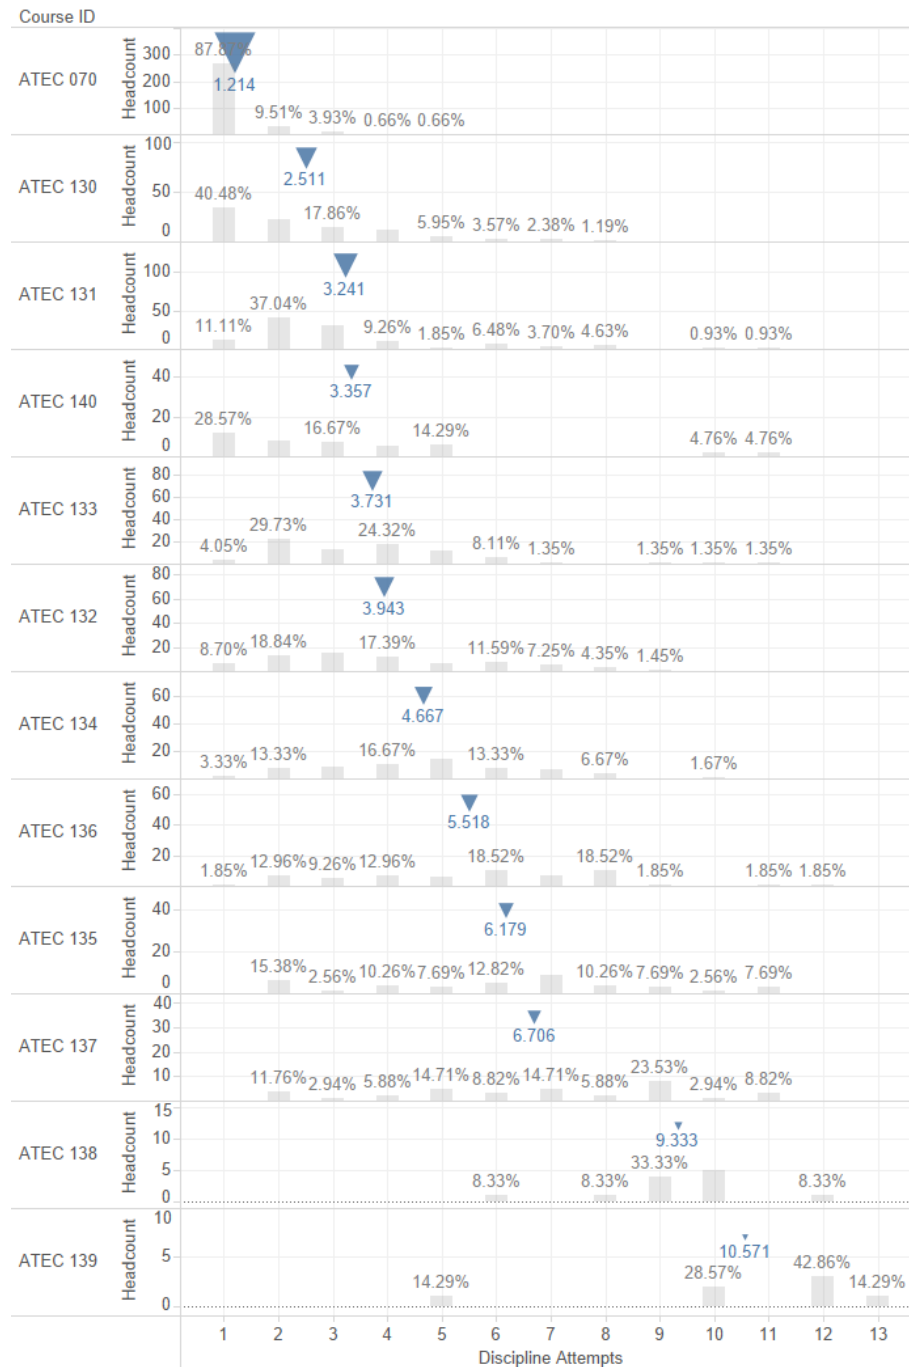 Course ID
ATEC 070
Headcount
300
200
100
1.214
9.51% 3.93% 0.66% 0.66%
ATEC 130
Headcount
100
50
0
2.511
40.48% 17.86% 5.95% 3.57% 2.38% 1.19%
ATEC 131
Headcount
100
50
0
3.241
37.04%
11.11% 9.26% 1.85% 6.48% 3.70% 4.63% 0.93% 0.93%
ATEC 140
Headcount
40
20
0
3.357
28.57% 16.67% 14.29% 4.76% 4.76%
ATEC 133
Headcount
80
60
40
20
3.731
29.73% 24.32%
4.05% 8.11% 1.35% 1.35% 1.35% 1.35%
ATEC 132
Headcount
80
60
40
20
3.943
8.70% 18.84% 17.39% 11.59% 7.25% 4.35% 1.45%
ATEC 134
Headcount
60
40
20
4.667
3.33% 13.33% 16.67% 13.33% 6.67% 1.67%
ATEC 136
Headcount
60
40
20
5.518
1.85% 12.96% 9.26% 12.96% 18.52% 18.52% 1.85% 1.85% 1.85%
ATEC 135
Headcount
40
20
0
6.179
15.38% 2.56% 10.26% 7.69% 12.82% 10.26% 7.69% 2.56% 7.69%
ATEC 137
Headcount
40
30
20
10
6.706
11.76% 2.94% 5.88% 14.71% 8.82% 14.71% 5.88% 23.53% 2.94% 8.82%
ATEC 138
Headcount
15
10
5
0
9.333
8.33% 8.33% 33.33% 8.33%
ATEC 139
Headcount
10
5
0
10.571
14.29% 28.57% 42.86% 14.29%
1 2 3 4 5 6 7 8 9 10 11 12 13
Discipline Attempts